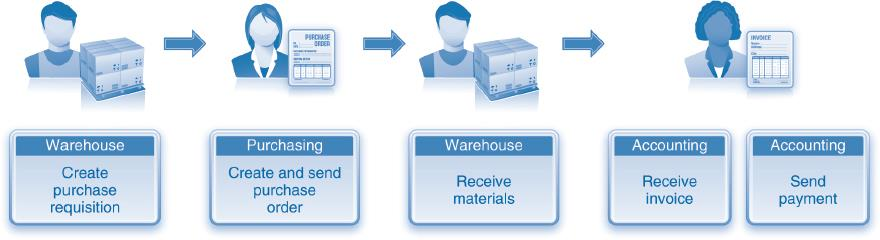 PURCHASE
ORDER
INVOICE
Warehouse
Create
purchase
requisition
Purchasing
Create and send
purchase
order
Warehouse
Receive
materials
Accounting
Receive
invoice
Accounting
Send
payment